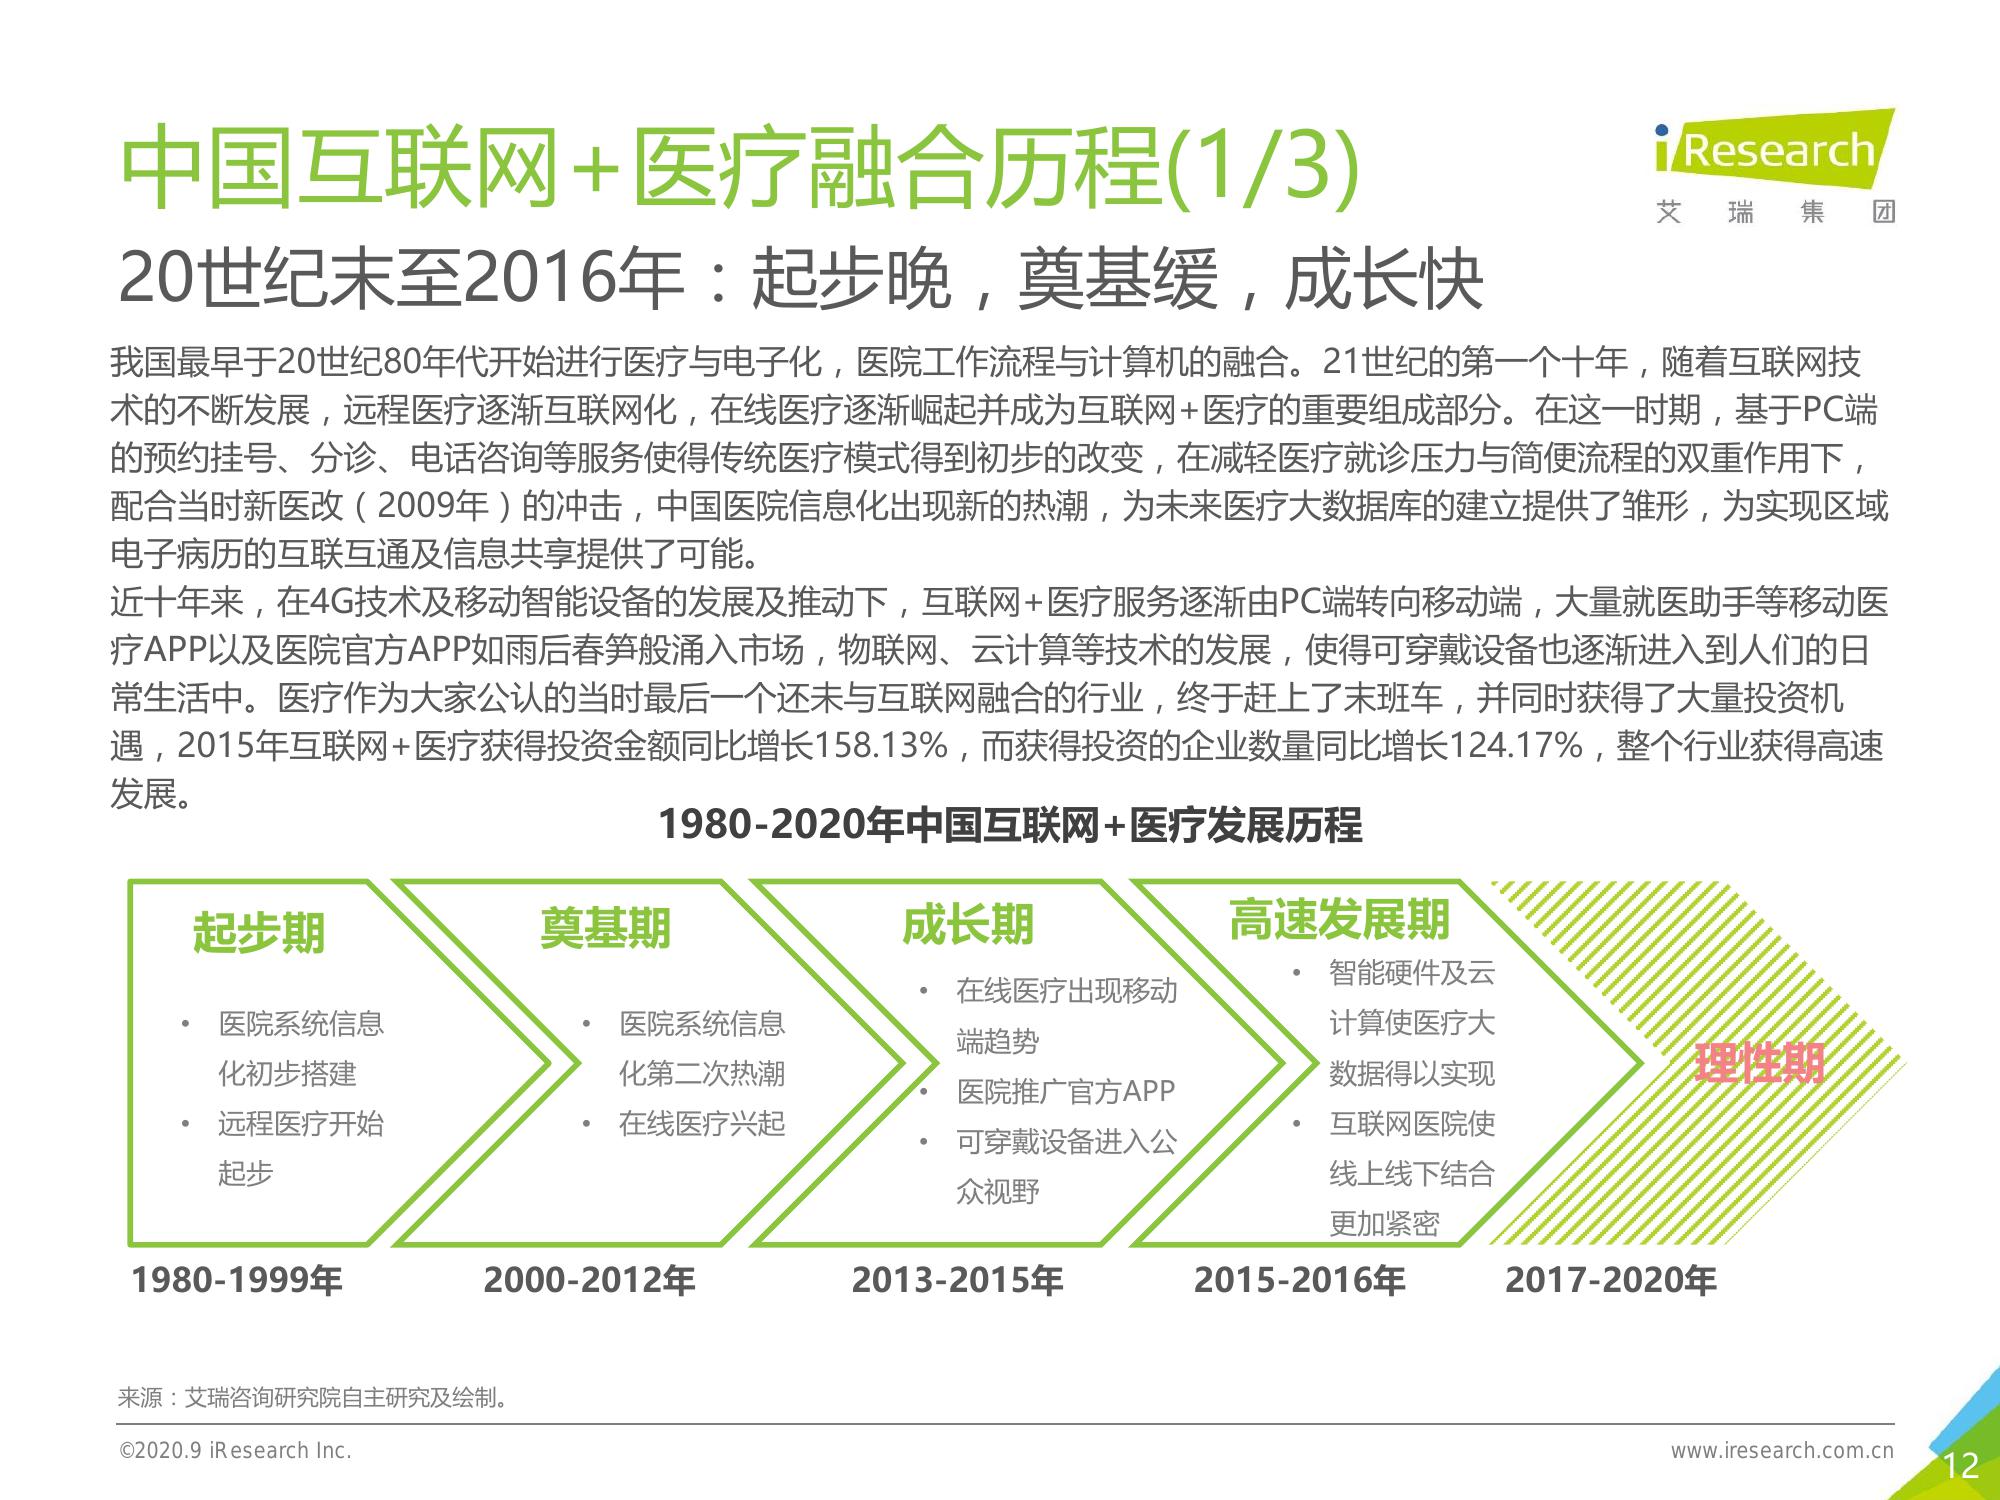 中国互联网+医疗融合历程(1/3)
iResearch
艾瑞集团
20世纪末至2016年：起步晚，奠基缓，成长快
我国最早于20世纪80年代开始进行医疗与电子化，医院工作流程与计算机的融合。21世纪的第一个十年，随着互联网技
术的不断发展，远程医疗逐渐互联网化，在线医疗逐渐崛起并成为互联网+医疗的重要组成部分。在这一时期，基于PC端
的预约挂号、分诊、电话咨询等服务使得传统医疗模式得到初步的改变，在减轻医疗就诊压力与简便流程的双重作用下，
配合当时新医改（2009年）的冲击，中国医院信息化出现新的热潮，为未来医疗大数据库的建立提供了雏形，为实现区域
电子病历的互联互通及信息共享提供了可能。
近十年来，在4G技术及移动智能设备的发展及推动下，互联网+医疗服务逐渐由PC端转向移动端，大量就医助手等移动医
疗APP以及医院官方APP如雨后春笋般涌入市场，物联网、云计算等技术的发展，使得可穿戴设备也逐渐进入到人们的日
常生活中。医疗作为大家公认的当时最后一个还未与互联网融合的行业，终于赶上了末班车，并同时获得了大量投资机
遇，2015年互联网+医疗获得投资金额同比增长158.13%，而获得投资的企业数量同比增长124.17%，整个行业获得高速
发展。
1980-2020年中国互联网+医疗发展历程
起步期
• 医院系统信息
化初步搭建
• 远程医疗开始
起步
1980-1999年
奠基期
• 医院系统信息
化第二次热潮
• 在线医疗兴起
2000-2012年
成长期
• 在线医疗出现移动
端趋势
• 医院推广官方APP
• 可穿戴设备进入公
众视野
2013-2015年
高速发展期
• 智能硬件及云
计算使医疗大
数据得以实现
• 互联网医院使
线上线下结合
更加紧密
2015-2016年
理性期
2017-2020年
来源：艾瑞咨询研究院自主研究及绘制。
©2020.9 iResearch Inc.
www.iresearch.com.cn
12